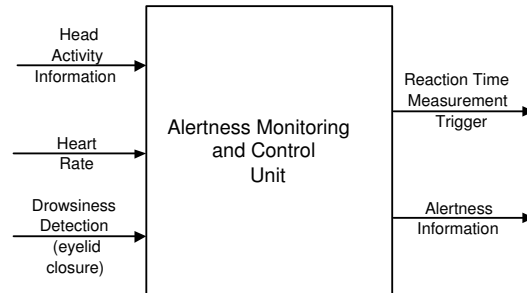 Head
Activity
Information
Heart
Rate
Drowsiness
Detection
(eyelid
closure)
Alertness Monitoring
and Control
Unit
Reaction Time
Measurement
Trigger
Alertness
Information